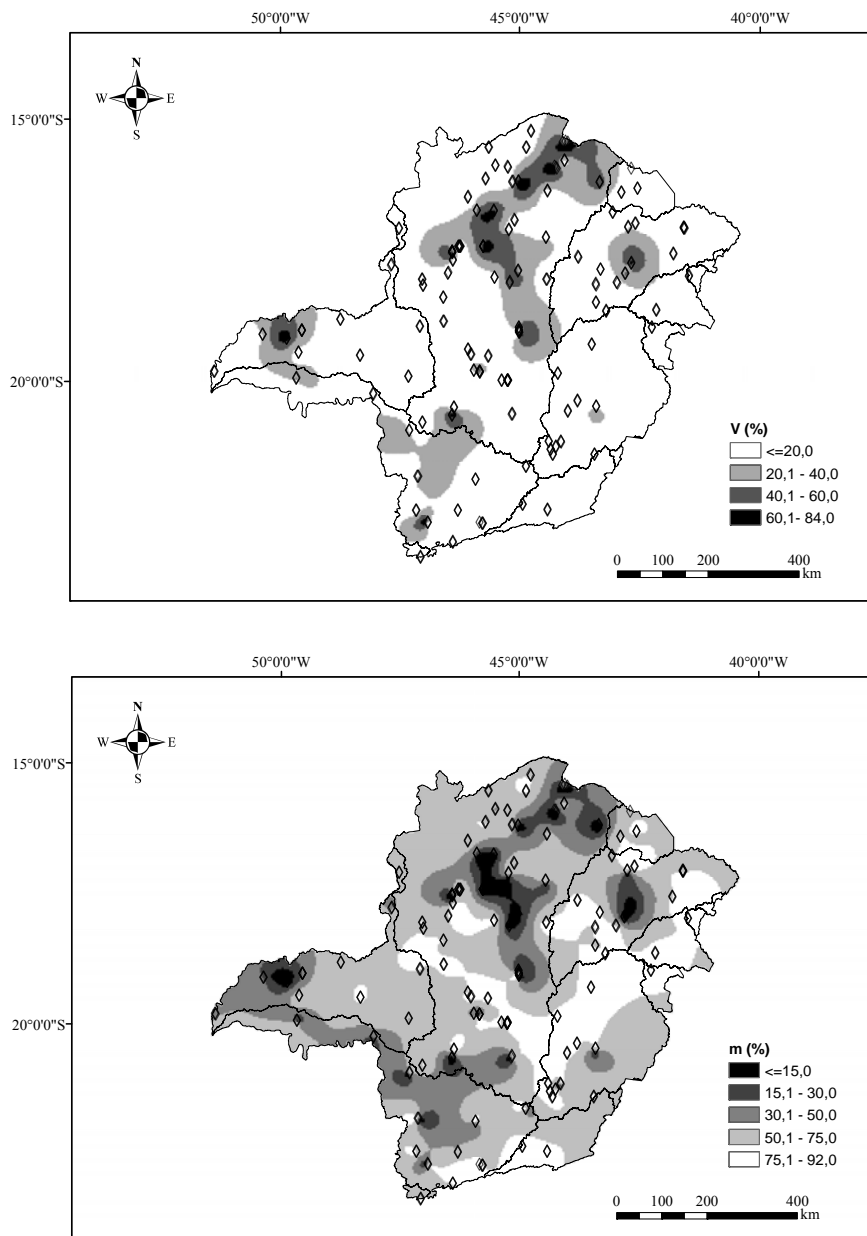 50°0'0"W 45°0'0"W 40°0'0"W
N
W E
S
15°0'0"S
20°0'0"S
V (%)
<=20,0
20,1 - 40,0
40,1 - 60,0
60,1- 84,0
0 100 200 400
km
50°0'0"W 45°0'0"W 40°0'0"W
N
W E
S
15°0'0"S
20°0'0"S
m (%)
<=15,0
15,1 - 30,0
30,1 - 50,0
50,1 - 75,0
75,1 - 92,0
0 100 200 400
km